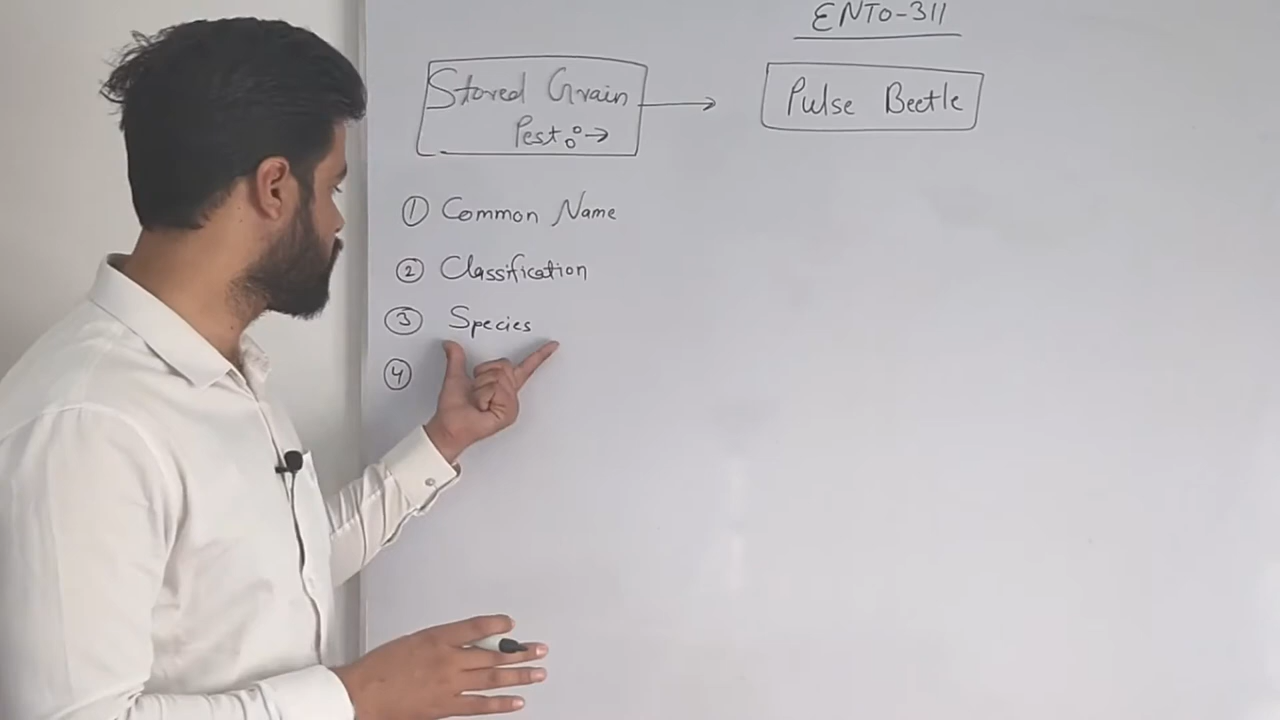 ENTO-311
Stored Grain
Pest :→
→ Pulse Beetle
① Common Name
② Classification
③ Species
④